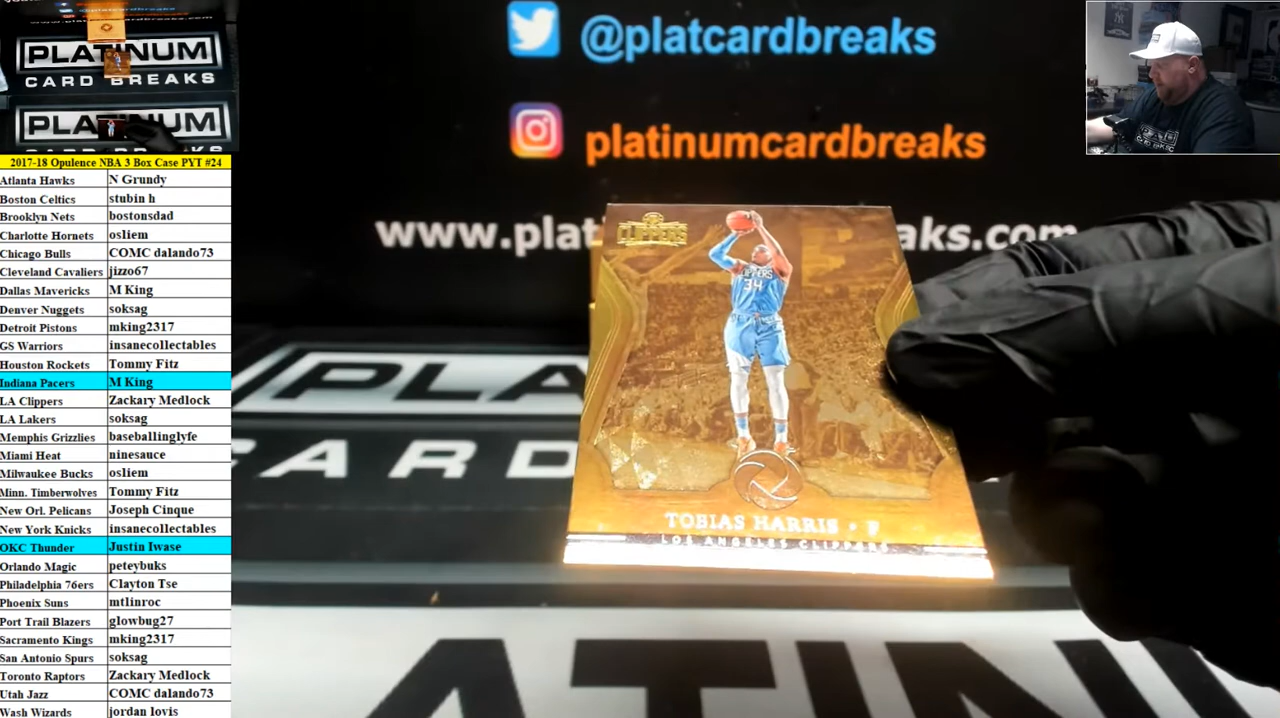 PLATINUM
CARD BREAKS
PLATINUM
2017-18 Opulence NBA 3 Box Case PYT #24
Atlanta Hawks N Grundy
Boston Celtics stubin h
Brooklyn Nets bostonsdad
Charlotte Hornets osliem
Chicago Bulls COMC dalando73
Cleveland Cavaliers jizzo67
Dallas Mavericks M King
Denver Nuggets soksag
Detroit Pistons mking2317
GS Warriors insanecollectables
Houston Rockets Tommy Fitz
Indiana Pacers M King
LA Clippers Zackary Medlock
LA Lakers soksag
Memphis Grizzlies baseballinglyfe
Miami Heat ninesauce
Milwaukee Bucks osliem
Minn. Timberwolves Tommy Fitz
New Orl. Pelicans Joseph Cinque
New York Knicks insanecollectables
OKC Thunder Justin Iwase
Orlando Magic peteybuks
Philadelphia 76ers Clayton Tse
Phoenix Suns mtlinroc
Port Trail Blazers glowbug27
Sacramento Kings mking2317
San Antonio Spurs soksag
Toronto Raptors Zackary Medlock
Utah Jazz COMC dalando73
Wash Wizards jordan lovis
@platcardbreaks
platinumcardbreaks
www.plat aks.com
CLIPPERS
CLIPPERS
34
TOBIAS HARRIS • F
LOS ANGELES CLIPPERS
PLA
CARD
ATIN